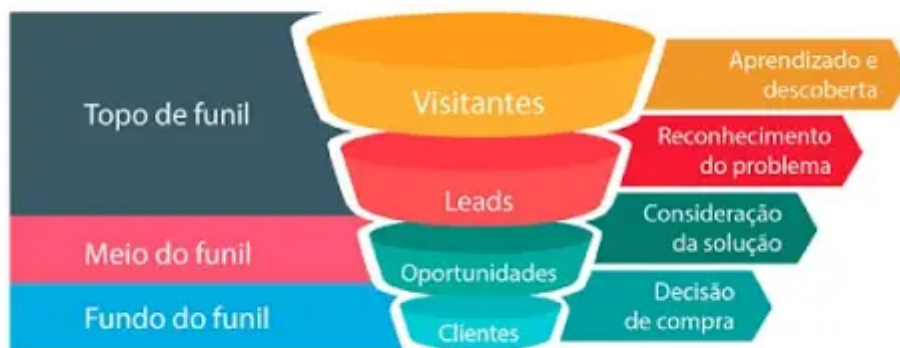 Topo de funil
Visitantes
Aprendizado e
descoberta
Leads
Reconhecimento
do problema
Meio do funil
Oportunidades
Consideração
da solução
Fundo do funil
Clientes
Decisão
de compra